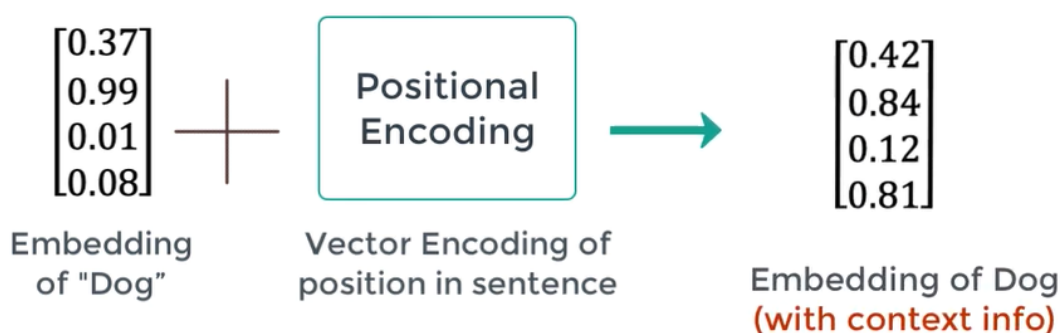 0.37
0.99
0.01
0.08
Embedding
of "Dog”
+
Positional
Encoding
Vector Encoding of
position in sentence
0.42
0.84
0.12
0.81
Embedding of Dog
(with context info)